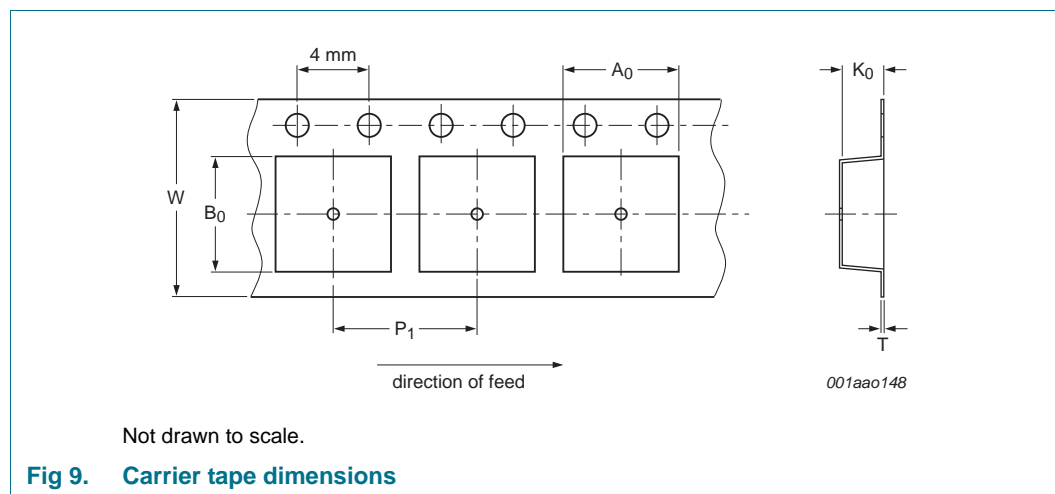 4 mm
A0
K0
W
B0
P1
T
direction of feed
001aao148
Not drawn to scale.
Fig 9. Carrier tape dimensions